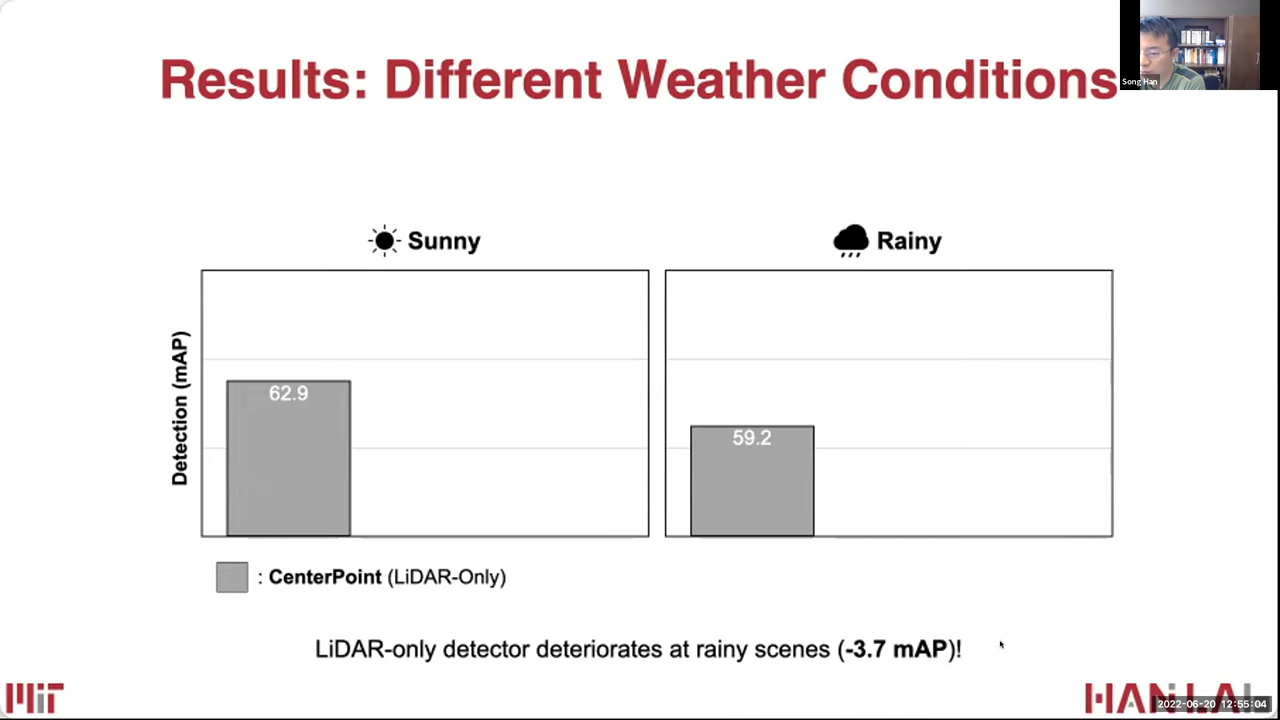 Results: Different Weather Conditions
Song Han
Sunny
Rainy
Detection (mAP)
62.9
59.2
: CenterPoint (LiDAR-Only)
LiDAR-only detector deteriorates at rainy scenes (-3.7 mAP)!
MIT
HAN LAB
2022-06-20 12:55:04